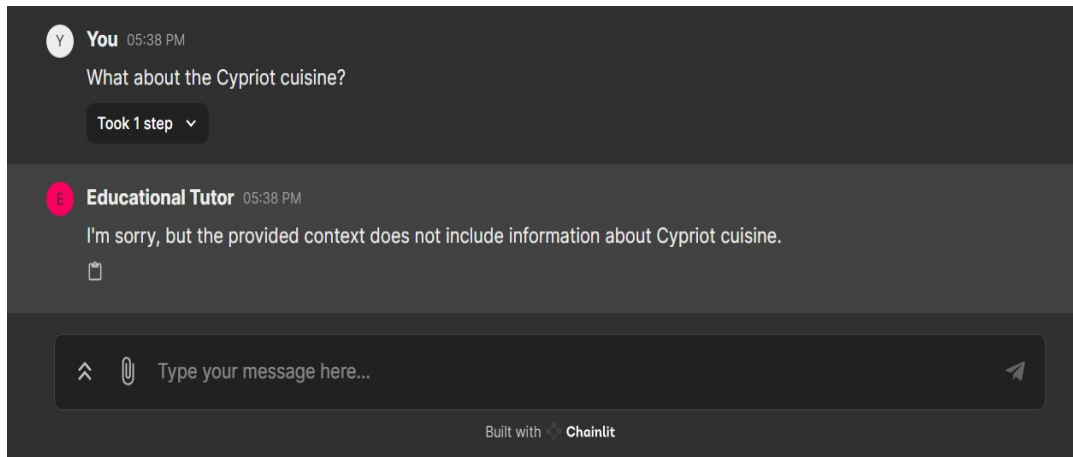 Y You 05:38 PM
What about the Cypriot cuisine?
Took 1 step
E Educational Tutor 05:38 PM
I'm sorry, but the provided context does not include information about Cypriot cuisine.
Type your message here...
Built with Chainlit